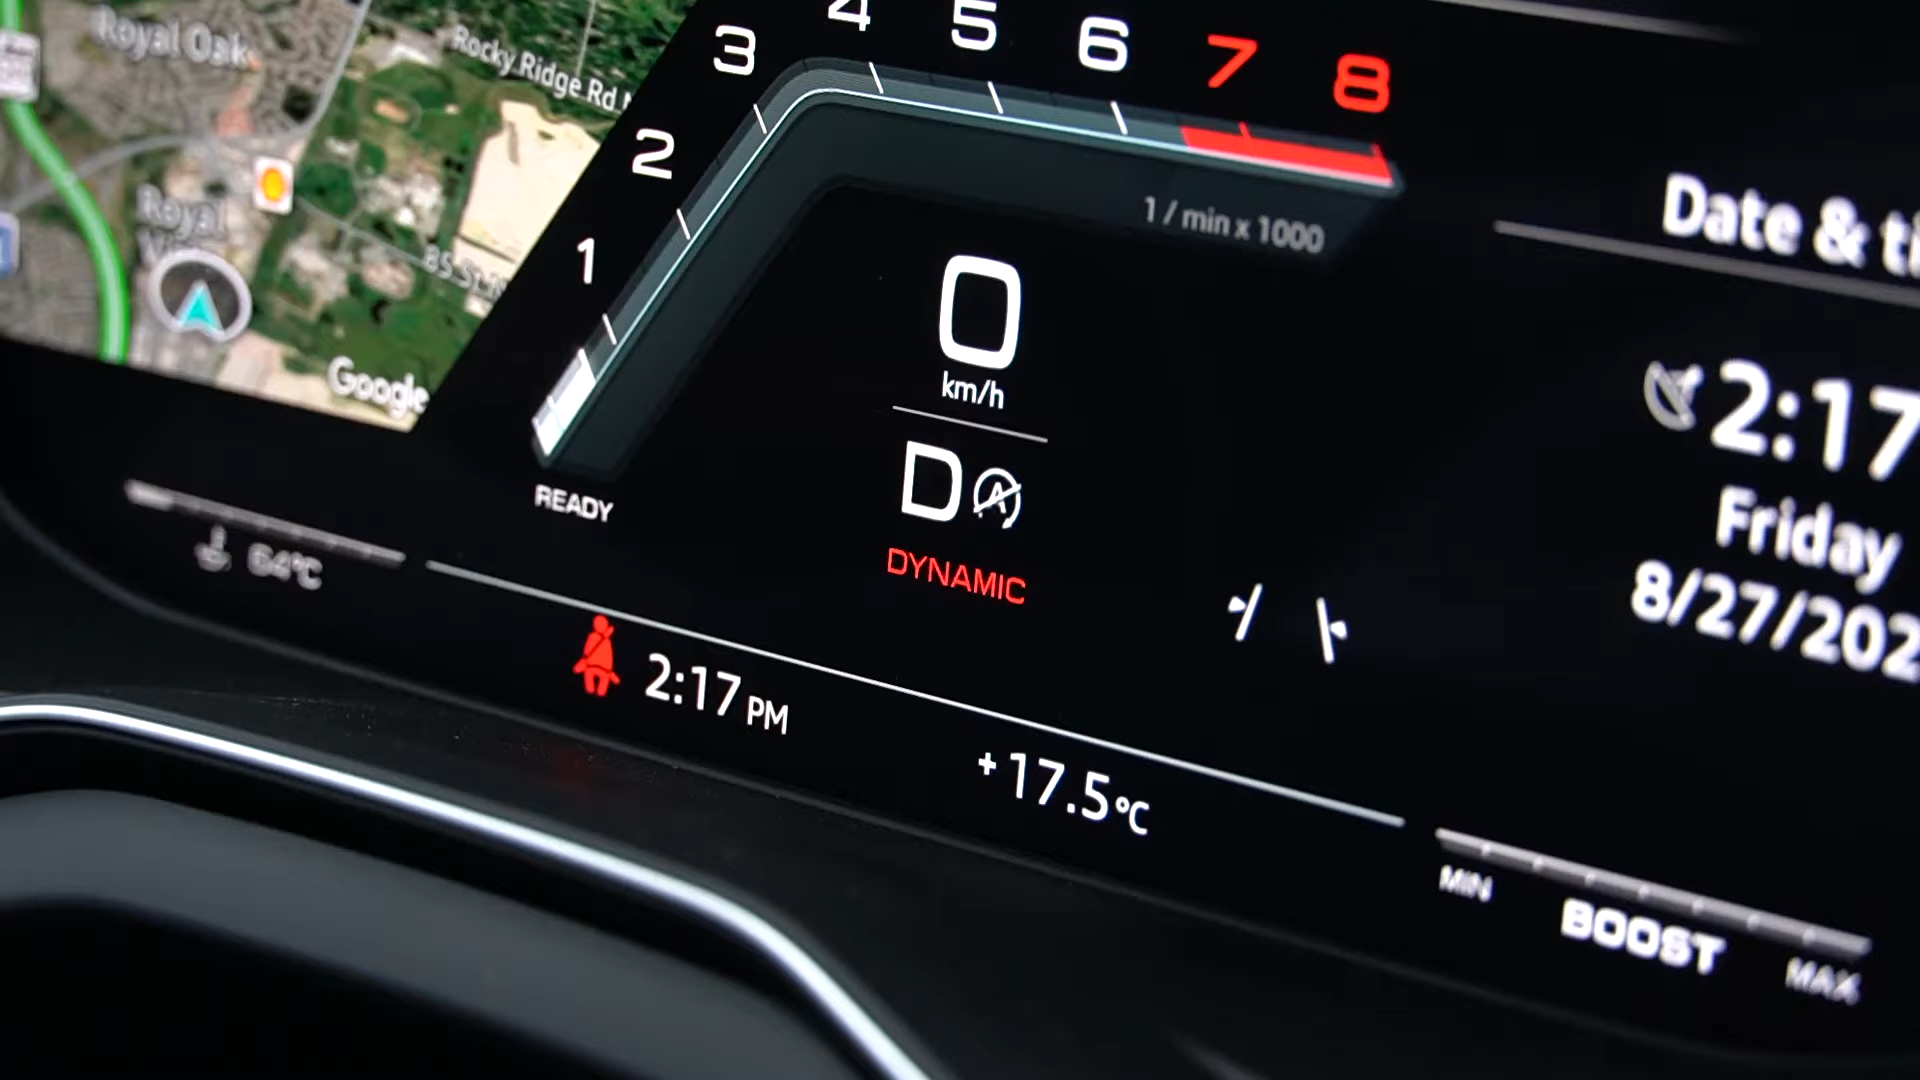 Royal Oak
Rocky Ridge Rd N
Royal
85 St N
Google
1
2
3
4
5
6
7
8
1 / min x 1000
0
km/h
D
A
DYNAMIC
READY
64°C
2:17 PM
+17.5°C
Date & ti
2:17
Friday
8/27/202
MIN
BOOST
MAX